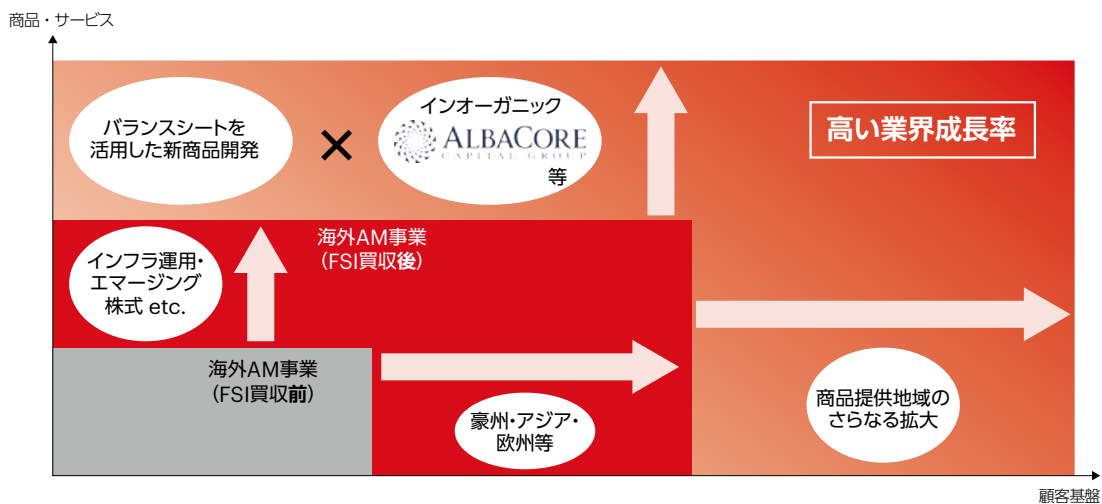 商品・サービス
バランスシートを
活用した新商品開発
×
インオーガニック
ALBACORE
CAPITAL GROUP
等
高い業界成長率
インフラ運用・
エマージング
株式 etc.
海外AM事業
（FSI買収後）
海外AM事業
（FSI買収前）
豪州・アジア・
欧州等
商品提供地域の
さらなる拡大
顧客基盤